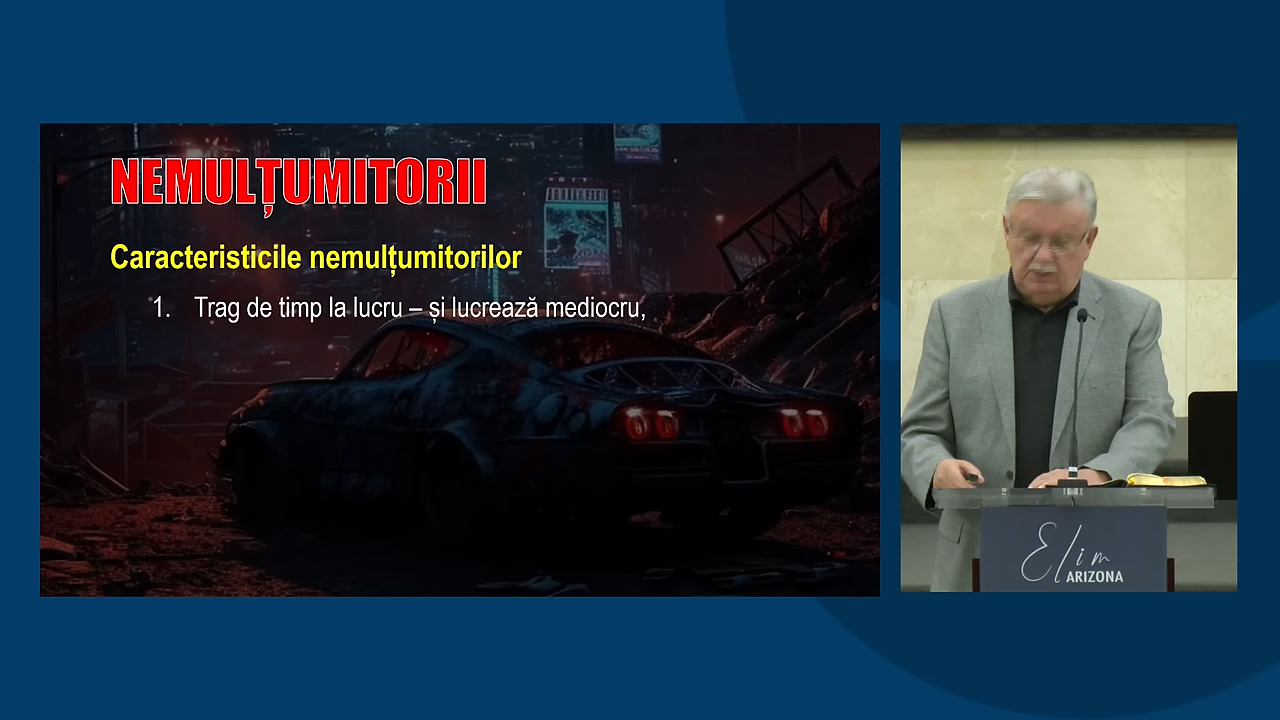 NEMULȚUMITORII
Caracteristicile nemulțumitorilor
1. Trag de timp la lucru – și lucrează mediocru,
Elim
ARIZONA